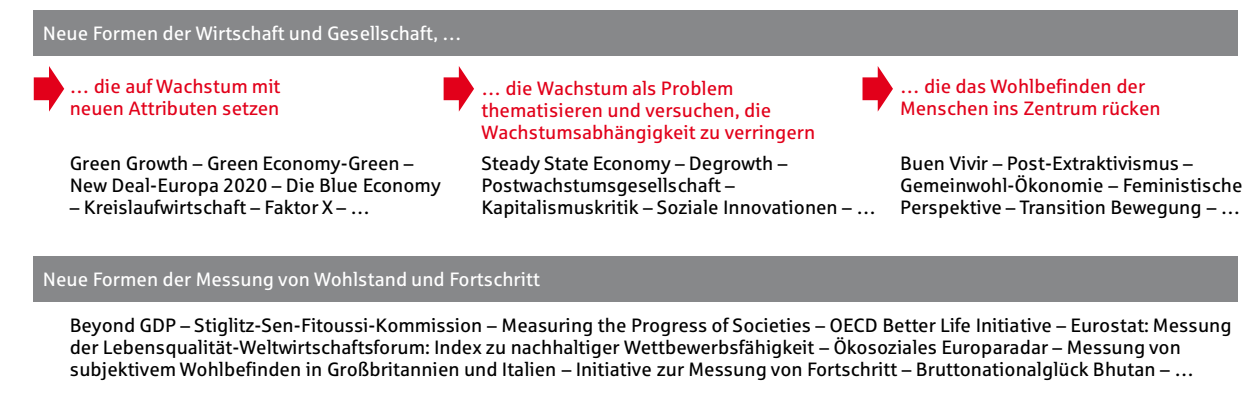 Neue Formen der Wirtschaft und Gesellschaft, …
… die auf Wachstum mit
neuen Attributen setzen
Green Growth – Green Economy-Green –
New Deal-Europa 2020 – Die Blue Economy
– Kreislaufwirtschaft – Faktor X – …
… die Wachstum als Problem
thematisieren und versuchen, die
Wachstumsabhängigkeit zu verringern
Steady State Economy – Degrowth –
Postwachstumsgesellschaft –
Kapitalismuskritik – Soziale Innovationen – …
… die das Wohlbefinden der
Menschen ins Zentrum rücken
Buen Vivir – Post-Extraktivismus –
Gemeinwohl-Ökonomie – Feministische
Perspektive – Transition Bewegung – …
Neue Formen der Messung von Wohlstand und Fortschritt
Beyond GDP – Stiglitz-Sen-Fitoussi-Kommission – Measuring the Progress of Societies – OECD Better Life Initiative – Eurostat: Messung
der Lebensqualität-Weltwirtschaftsforum: Index zu nachhaltiger Wettbewerbsfähigkeit – Ökosoziales Europaradar – Messung von
subjektivem Wohlbefinden in Großbritannien und Italien – Initiative zur Messung von Fortschritt – Bruttonationalglück Bhutan – …